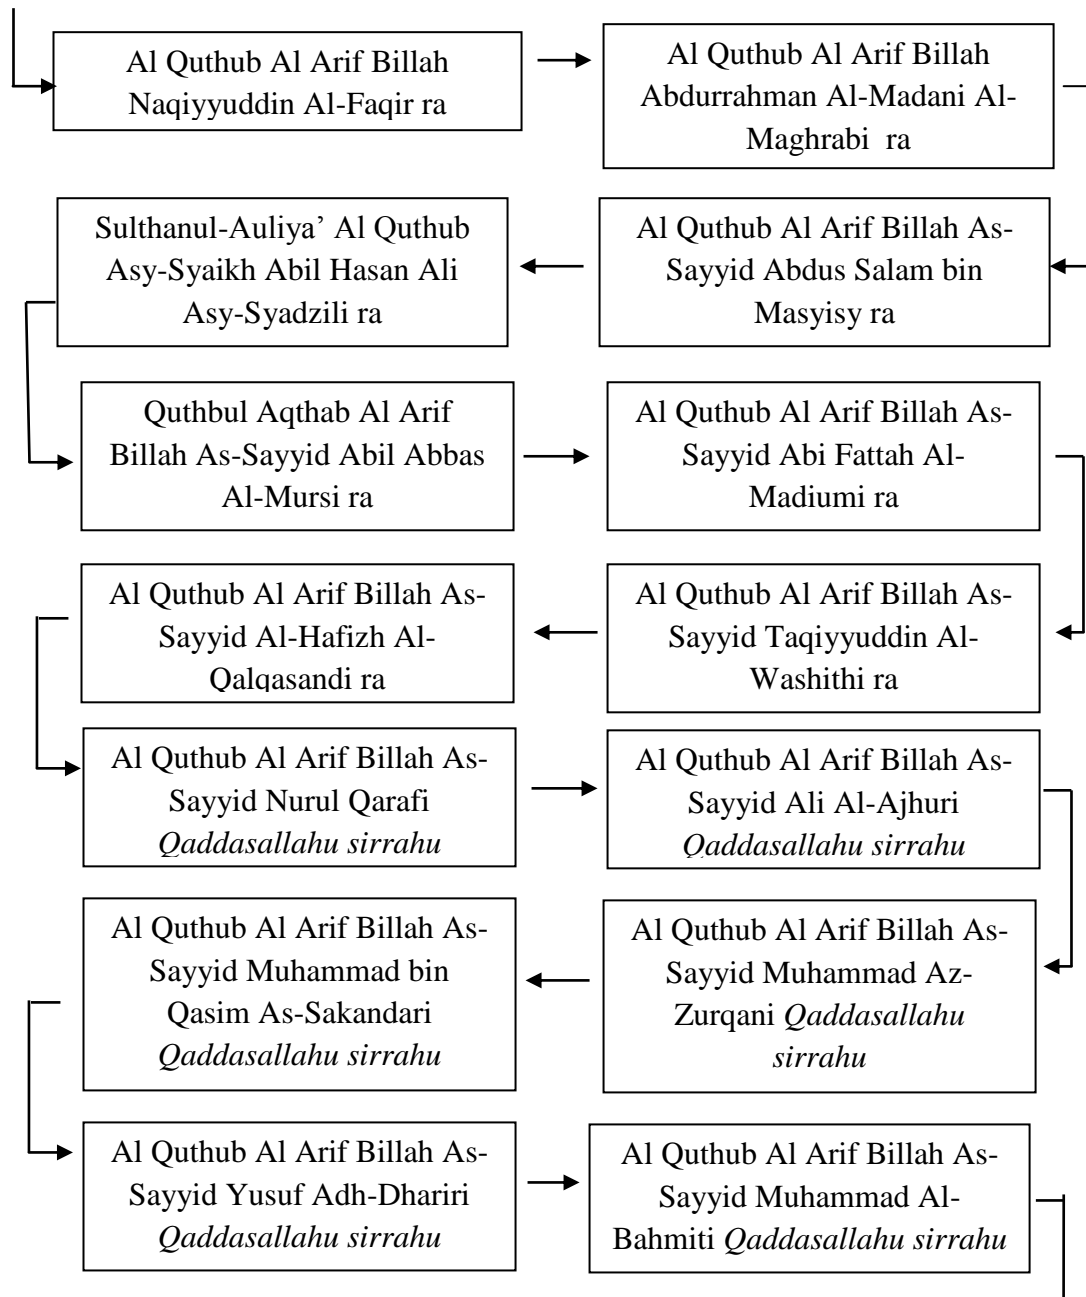 Al Quthub Al Arif Billah
Naqiyyuddin Al-Faqir ra
Al Quthub Al Arif Billah
Abdurrahman Al-Madani Al-
Maghrabi ra
Sulthanul-Auliya’ Al Quthub
Asy-Syaikh Abil Hasan Ali
Asy-Syadzili ra
Al Quthub Al Arif Billah As-
Sayyid Abdus Salam bin
Masyisy ra
Quthbul Aqthab Al Arif
Billah As-Sayyid Abil Abbas
Al-Mursi ra
Al Quthub Al Arif Billah As-
Sayyid Abi Fattah Al-
Madiumi ra
Al Quthub Al Arif Billah As-
Sayyid Al-Hafizh Al-
Qalqasandi ra
Al Quthub Al Arif Billah As-
Sayyid Taqiyyuddin Al-
Washithi ra
Al Quthub Al Arif Billah As-
Sayyid Nurul Qarafi
Qaddasallahu sirrahu
Al Quthub Al Arif Billah As-
Sayyid Ali Al-Ajhuri
Qaddasallahu sirrahu
Al Quthub Al Arif Billah As-
Sayyid Muhammad bin
Qasim As-Sakandari
Qaddasallahu sirrahu
Al Quthub Al Arif Billah As-
Sayyid Muhammad Az-
Zurqani Qaddasallahu
sirrahu
Al Quthub Al Arif Billah As-
Sayyid Yusuf Adh-Dhariri
Qaddasallahu sirrahu
Al Quthub Al Arif Billah As-
Sayyid Muhammad Al-
Bahmiti Qaddasallahu sirrahu